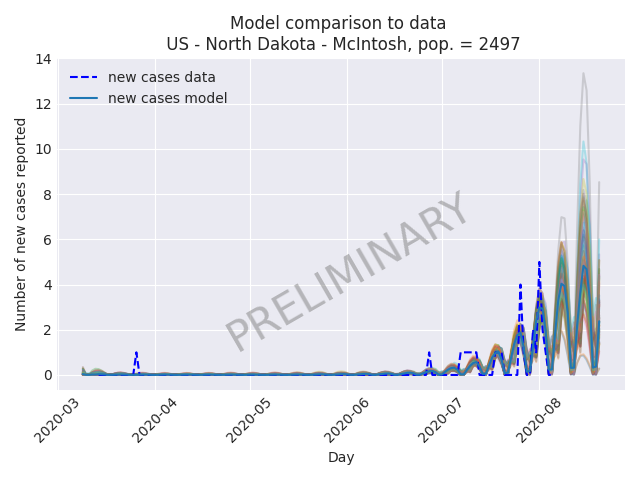 Model comparison to data
US - North Dakota - McIntosh, pop. = 2497
14
12
10
8
6
4
2
0
Number of new cases reported
new cases data
new cases model
PRELIMINARY
2020-03
2020-04
2020-05
2020-06
2020-07
2020-08
Day